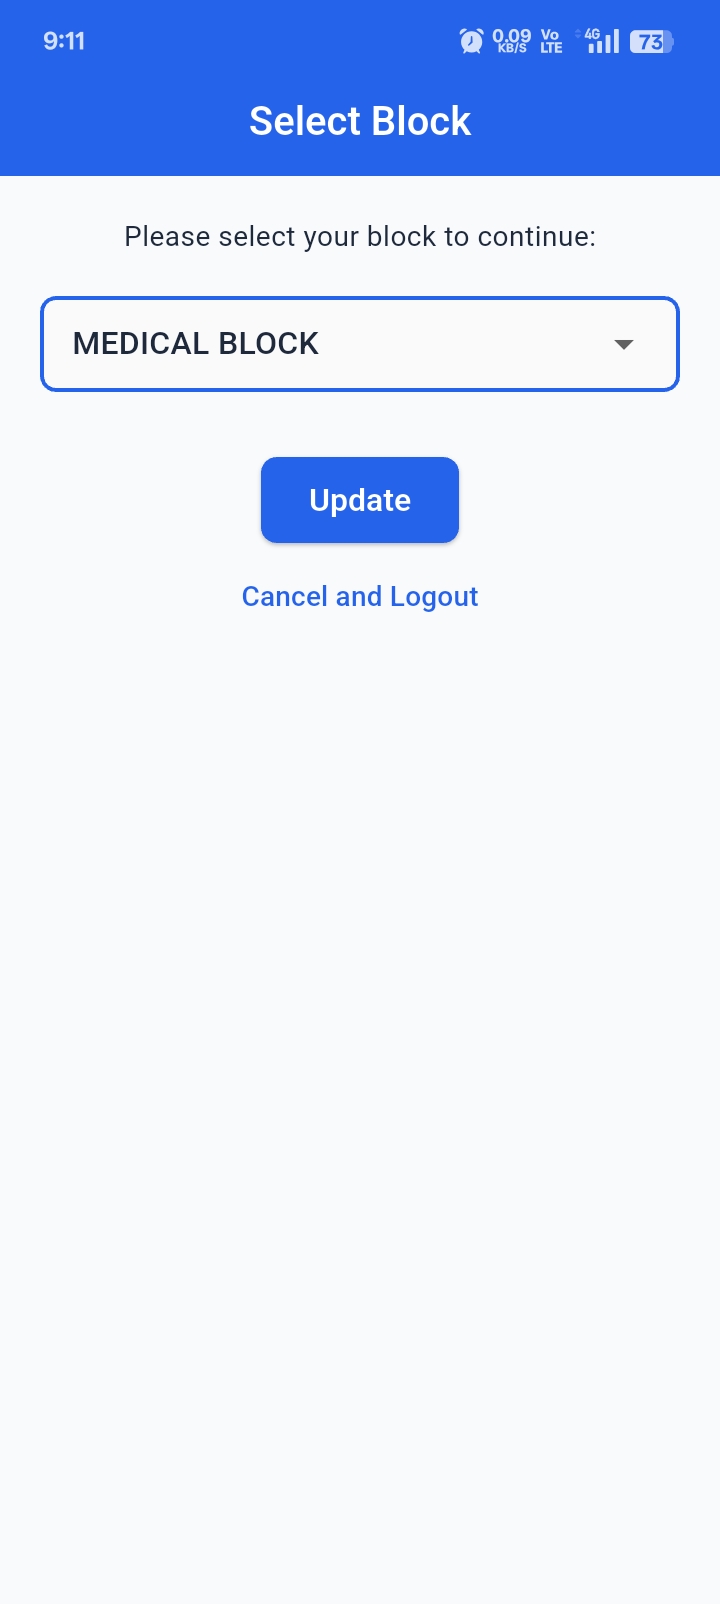 9:11
0.09 KB/S Vo LTE 4G 73
Select Block
Please select your block to continue:
MEDICAL BLOCK
Update
Cancel and Logout